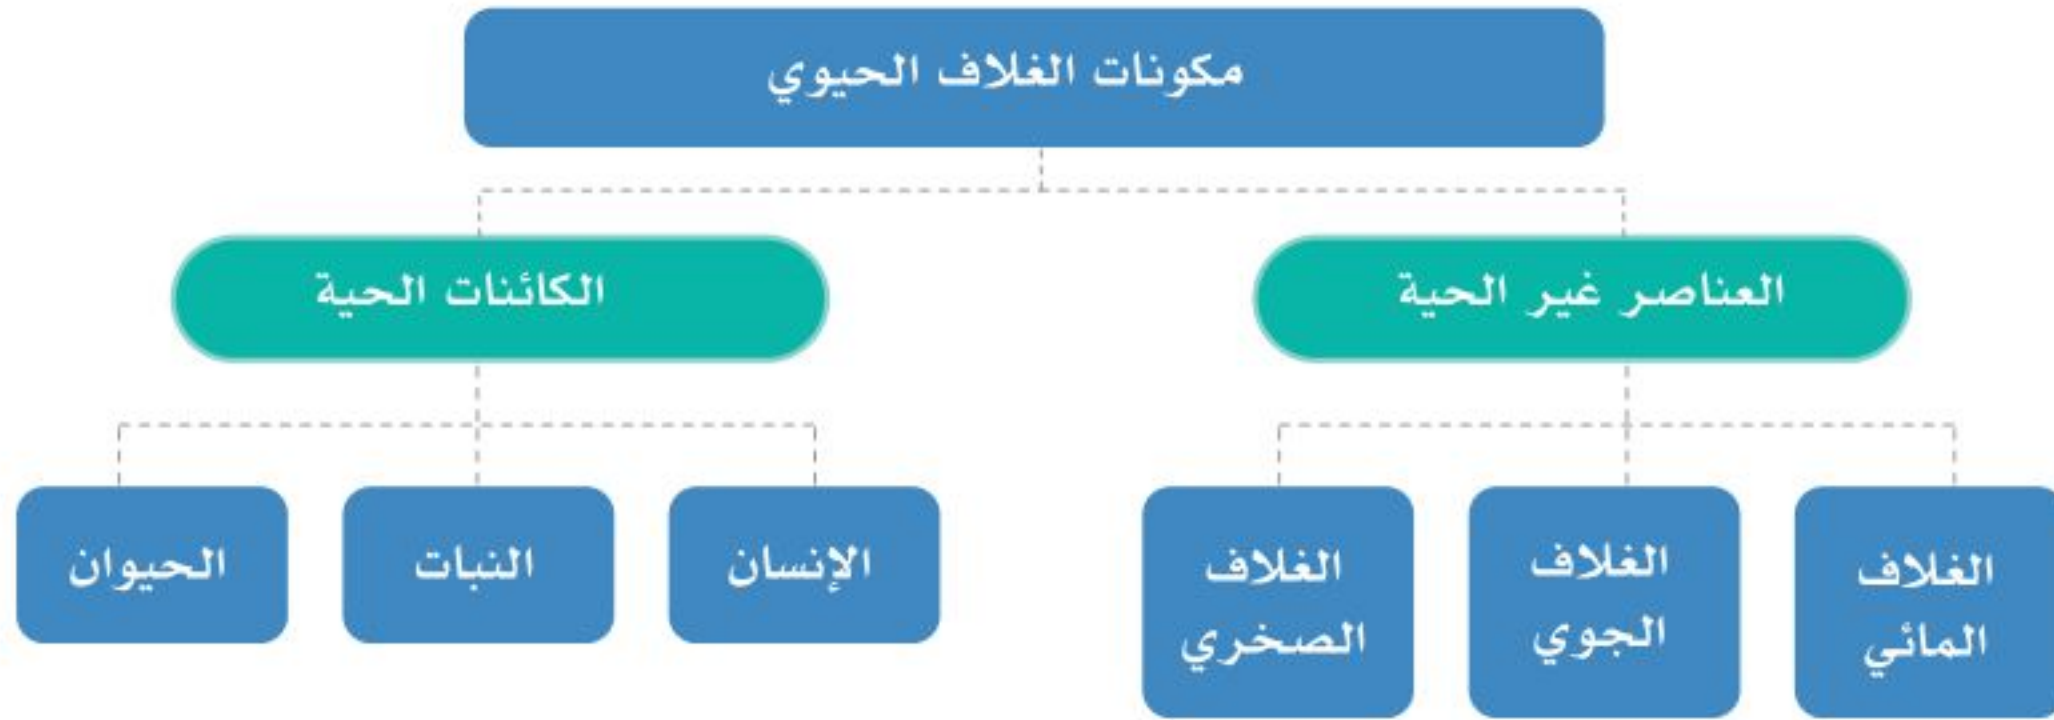 مكونات الغلاف الحيوي
العناصر غير الحية
الكائنات الحية
الغلاف
المائي
الغلاف
الجوي
الغلاف
الصخري
الإنسان
النبات
الحيوان